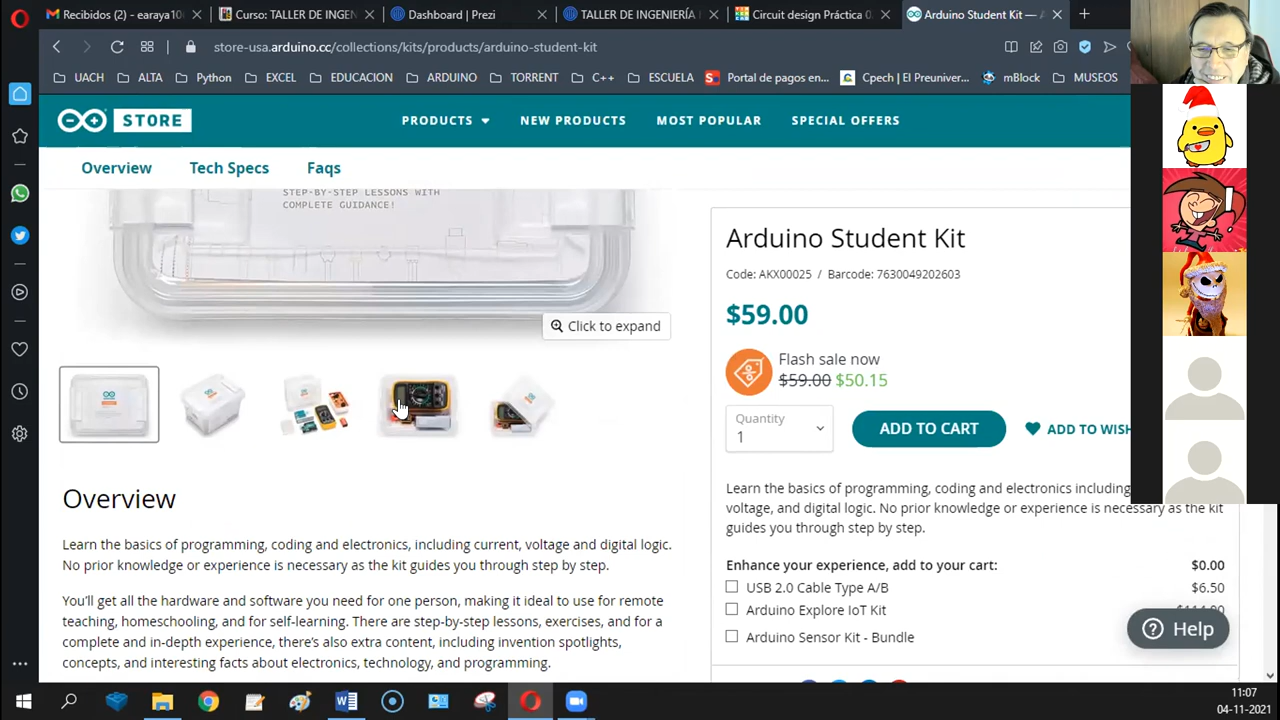 Recibidos (2) - earaya10
Curso: TALLER DE INGEN
Dashboard | Prezi
TALLER DE INGENIERÍA
Circuit design Práctica 0
Arduino Student Kit —
store-usa.arduino.cc/collections/kits/products/arduino-student-kit
UACH
ALTA
Python
EXCEL
EDUCACION
ARDUINO
TORRENT
C++
ESCUELA
Portal de pagos en...
Cpech | El Preuniver...
mBlock
MUSEOS
STORE
PRODUCTS
NEW PRODUCTS
MOST POPULAR
SPECIAL OFFERS
Overview
Tech Specs
Faqs
STEP-BY-STEP LESSONS WITH
COMPLETE GUIDANCE!
Click to expand
Arduino Student Kit
Code: AKX00025 / Barcode: 7630049202603
$59.00
Flash sale now
$59.00 $50.15
Quantity
1
ADD TO CART
ADD TO WISH
Learn the basics of programming, coding and electronics including
voltage, and digital logic. No prior knowledge or experience is necessary as the kit
guides you through step by step.
Enhance your experience, add to your cart: $0.00
USB 2.0 Cable Type A/B $6.50
Arduino Explore IoT Kit
Arduino Sensor Kit - Bundle
Help
Overview
Learn the basics of programming, coding and electronics, including current, voltage and digital logic.
No prior knowledge or experience is necessary as the kit guides you through step by step.
You'll get all the hardware and software you need for one person, making it ideal to use for remote
teaching, homeschooling, and for self-learning. There are step-by-step lessons, exercises, and for a
complete and in-depth experience, there's also extra content, including invention spotlights,
concepts, and interesting facts about electronics, technology, and programming.
11:07
04-11-2021